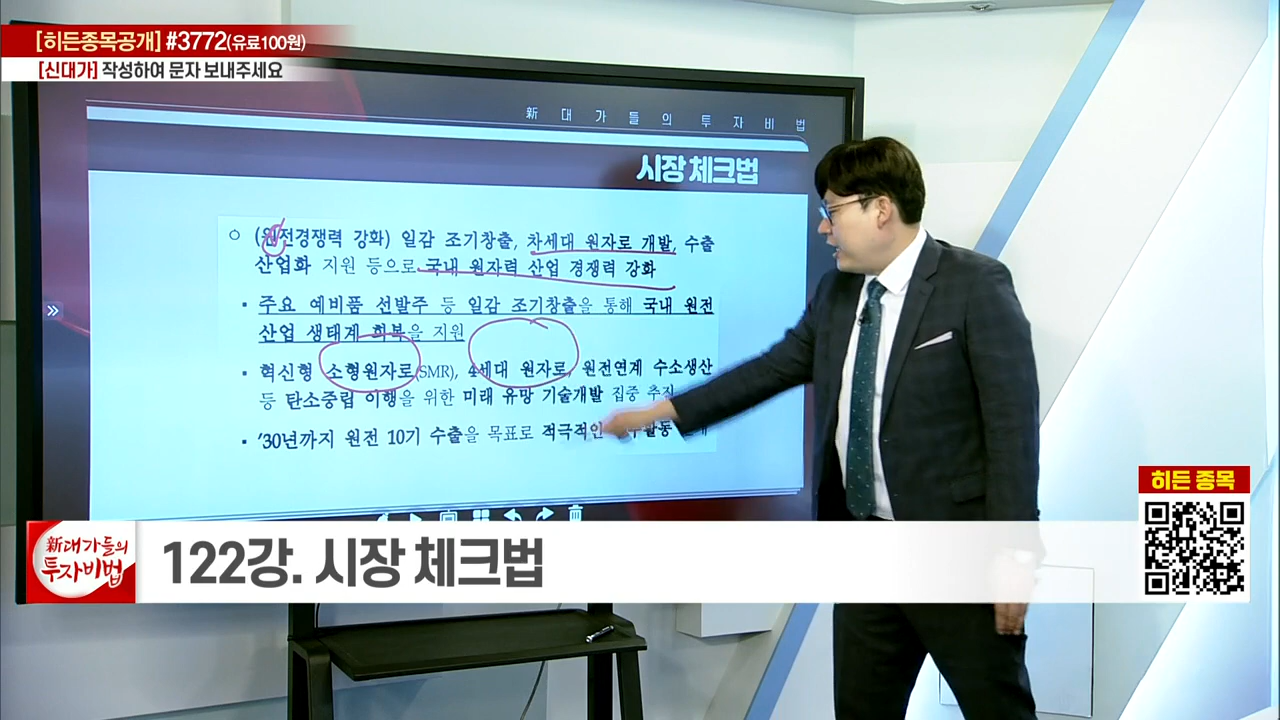 [히든종목공개] #3772(유료100원)
[신대가] 작성하여 문자 보내주세요
新 대 가 들 의 투 자 비 법
시장 체크법
(원전경쟁력 강화) 일감 조기창출, 차세대 원자로 개발, 수출
산업화 지원 등으로 국내 원자력 산업 경쟁력 강화
주요 예비품 선발주 등 일감 조기창출을 통해 국내 원전
산업 생태계 회복을 지원
혁신형 소형원자로(SMR), 4세대 원자로, 원전연계 수소생산
등 탄소중립 이행을 위한 미래 유망 기술개발 집중 추진
'30년까지 원전 10기 수출을 목표로 적극적인
히든 종목
新대가들의
투자비법
122강. 시장 체크법